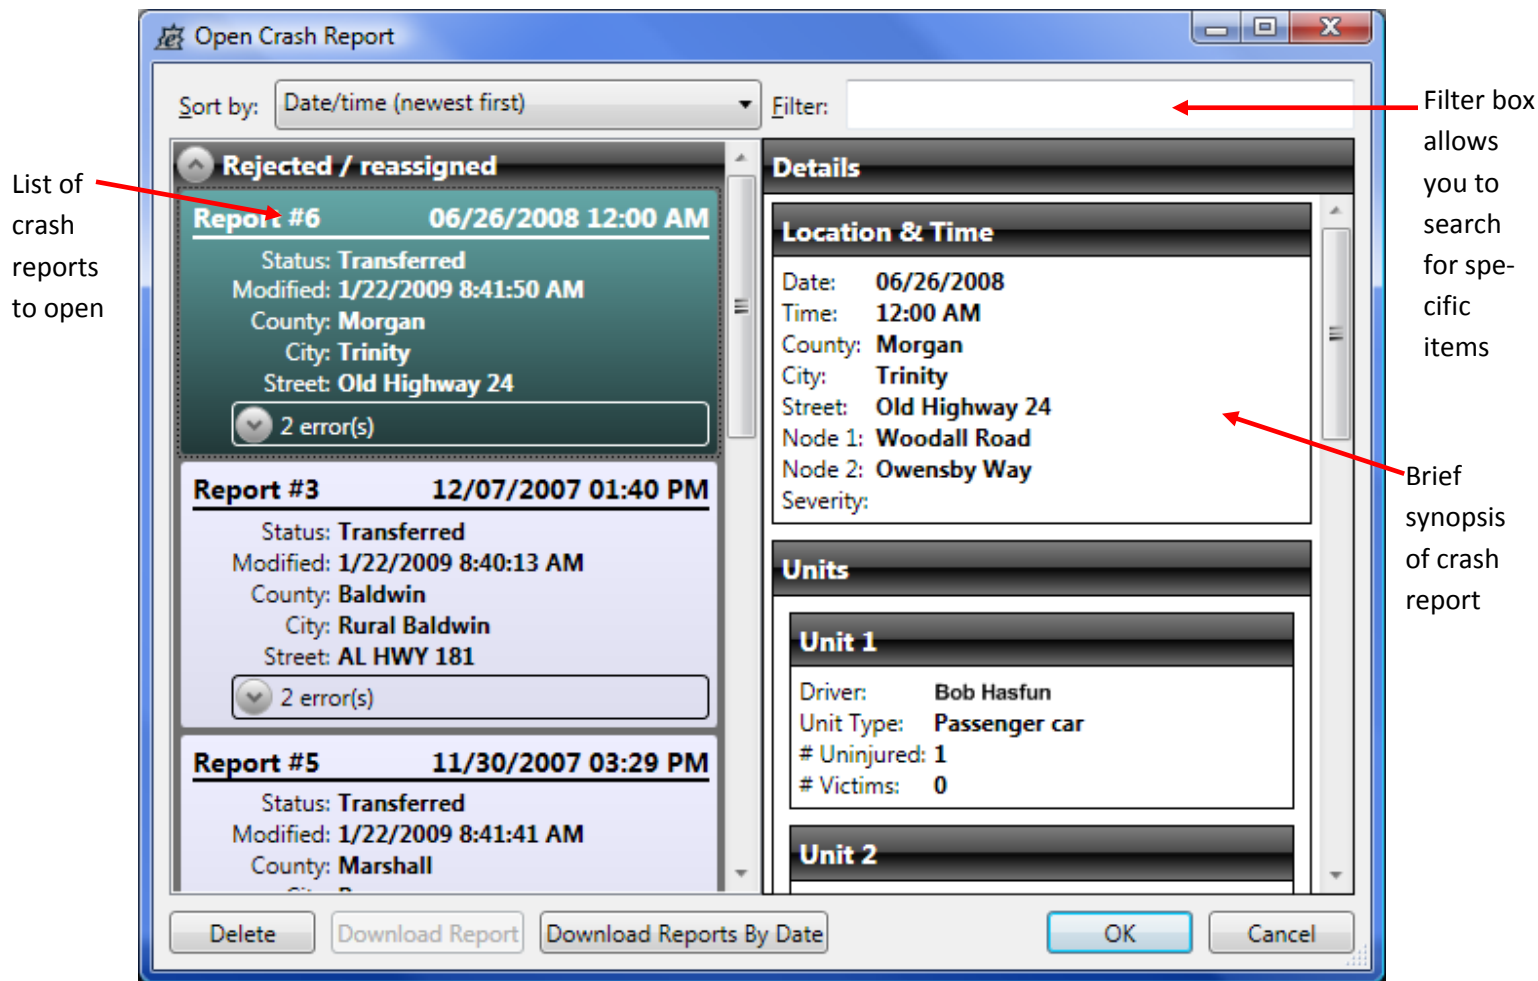 Open Crash Report
Sort by: Date/time (newest first)
Filter:
Filter box
allows
you to
search
for spe-
cific
items
List of
crash
reports
to open
Rejected / reassigned
Report #6 06/26/2008 12:00 AM
Status: Transferred
Modified: 1/22/2009 8:41:50 AM
County: Morgan
City: Trinity
Street: Old Highway 24
2 error(s)
Report #3 12/07/2007 01:40 PM
Status: Transferred
Modified: 1/22/2009 8:40:13 AM
County: Baldwin
City: Rural Baldwin
Street: AL HWY 181
2 error(s)
Report #5 11/30/2007 03:29 PM
Status: Transferred
Modified: 1/22/2009 8:41:41 AM
County: Marshall
Details
Location & Time
Date: 06/26/2008
Time: 12:00 AM
County: Morgan
City: Trinity
Street: Old Highway 24
Node 1: Woodall Road
Node 2: Owensby Way
Severity:
Units
Unit 1
Driver: Bob Hasfun
Unit Type: Passenger car
# Uninjured: 1
# Victims: 0
Unit 2
Brief
synopsis
of crash
report
Delete
Download Report
Download Reports By Date
OK
Cancel